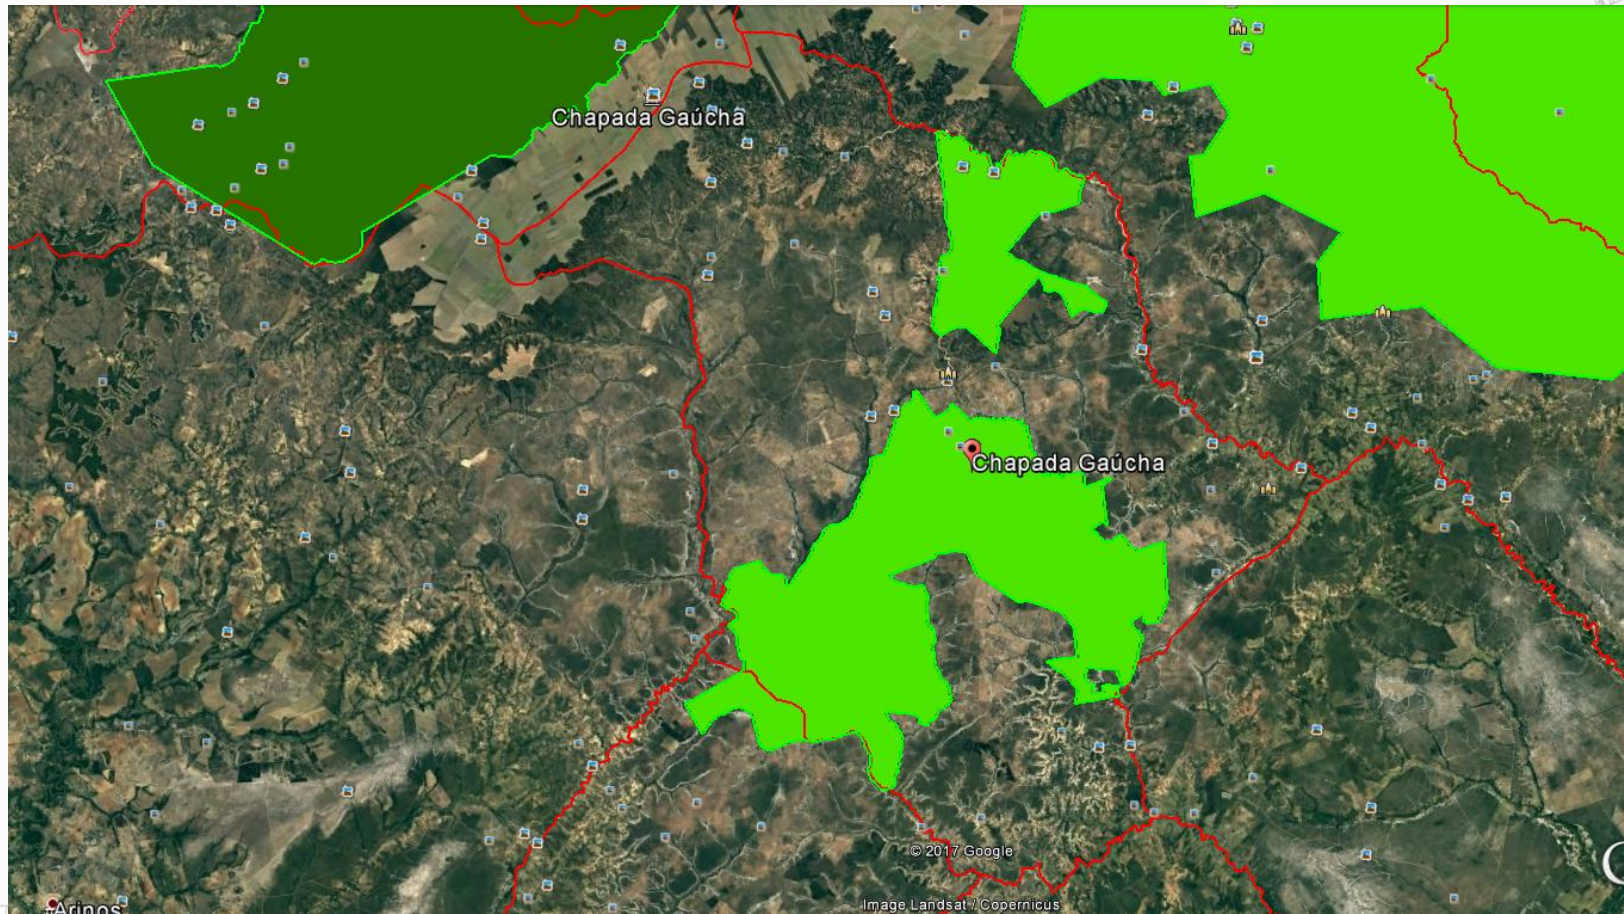 Chapada Gaúcha
Chapada Gaúcha
© 2017 Google
Image Landsat / Copernicus
Arinos